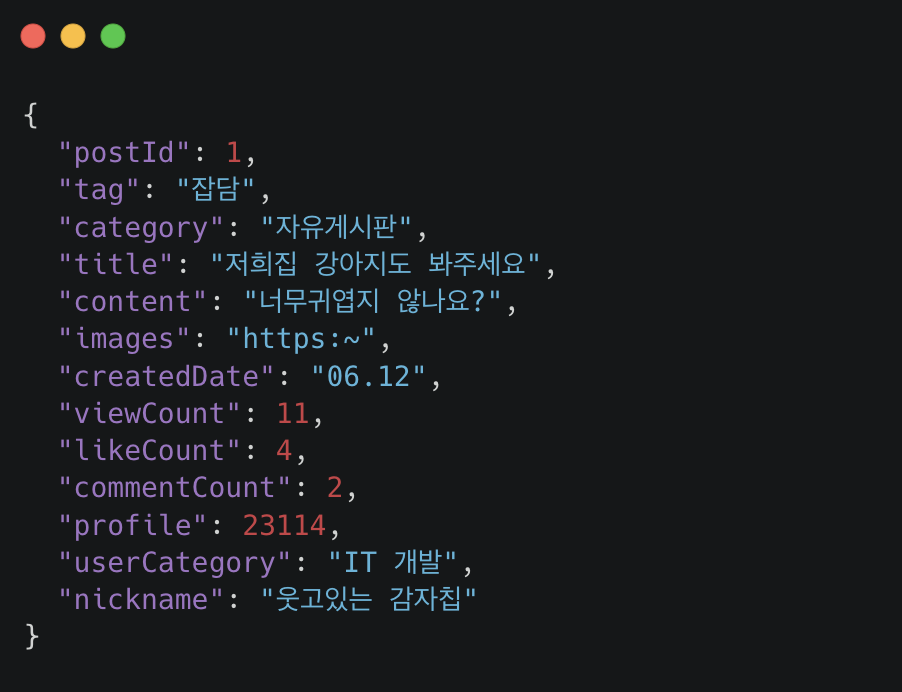 {
  "postId": 1,
  "tag": "잡담",
  "category": "자유게시판",
  "title": "저희집 강아지도 봐주세요",
  "content": "너무귀엽지 않나요?",
  "images": "https:~",
  "createdDate": "06.12",
  "viewCount": 11,
  "likeCount": 4,
  "commentCount": 2,
  "profile": 23114,
  "userCategory": "IT 개발",
  "nickname": "웃고있는 감자칩"
}